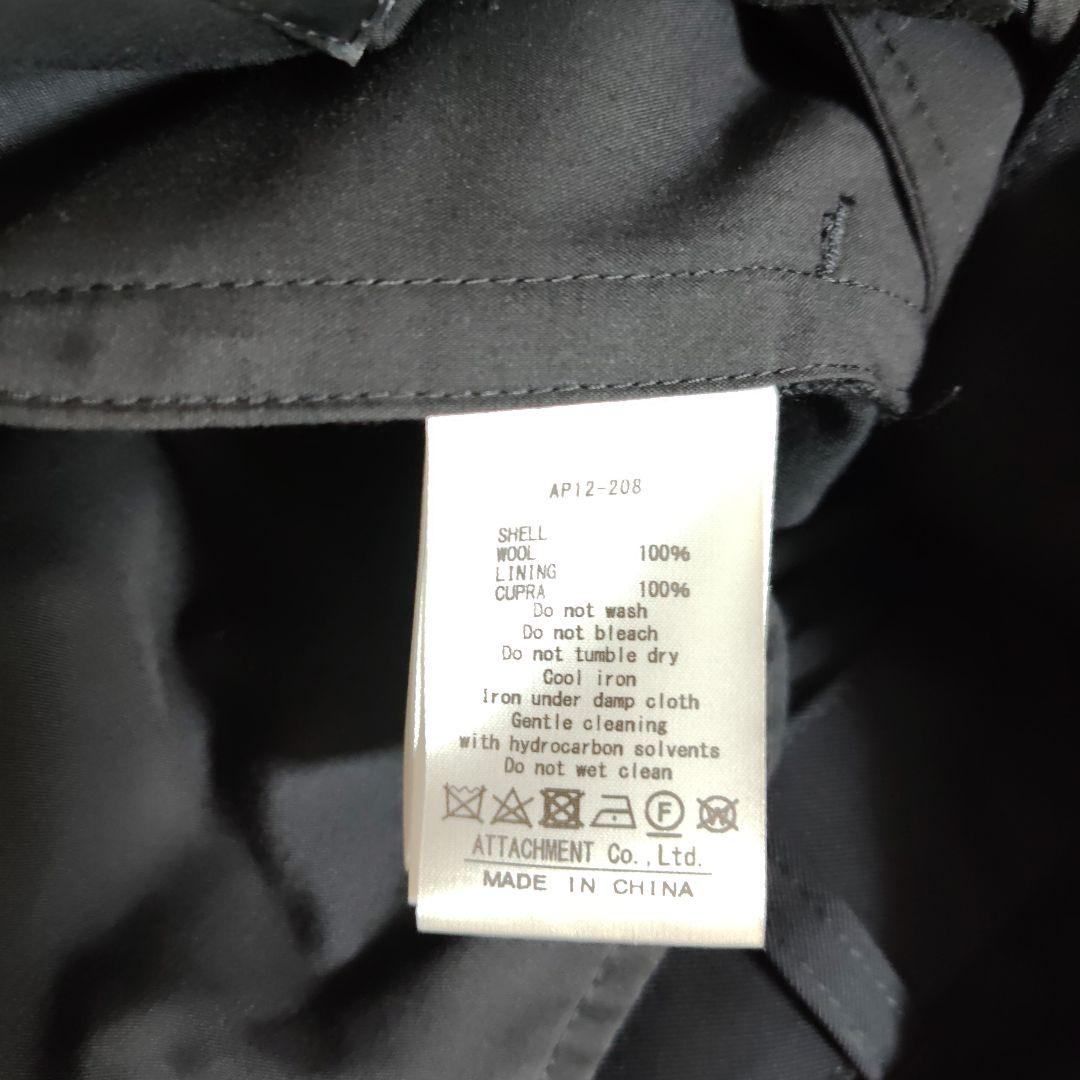 AP12-208
SHELL
WOOL 100%
LINING
CUPRA 100%
Do not wash
Do not bleach
Do not tumble dry
Cool iron
Iron under damp cloth
Gentle cleaning
with hydrocarbon solvents
Do not wet clean
F W
ATTACHMENT Co.,Ltd.
MADE IN CHINA